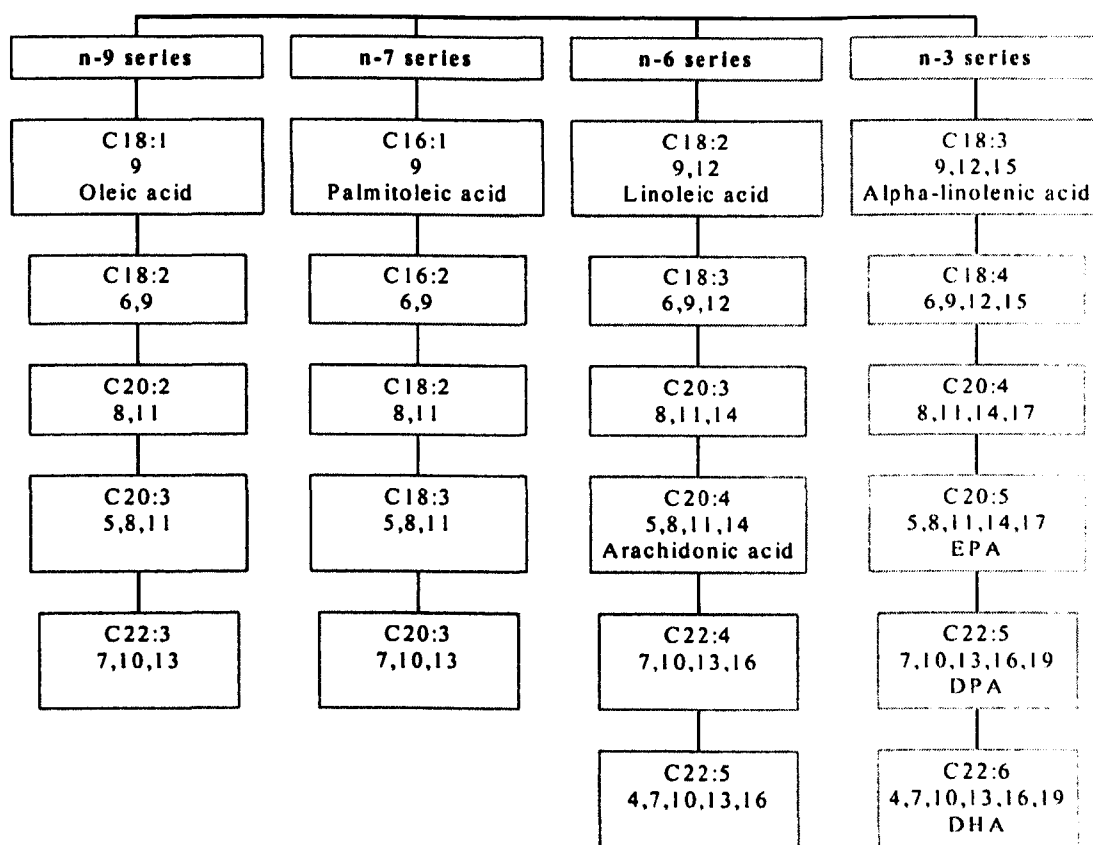 n-9 series
C18:1
9
Oleic acid
C18:2
6,9
C20:2
8,11
C20:3
5,8,11
C22:3
7,10,13
n-7 series
C16:1
9
Palmitoleic acid
C16:2
6,9
C18:2
8,11
C18:3
5,8,11
C20:3
7,10,13
n-6 series
C18:2
9,12
Linoleic acid
C18:3
6,9,12
C20:3
8,11,14
C20:4
5,8,11,14
Arachidonic acid
C22:4
7,10,13,16
C22:5
4,7,10,13,16
n-3 series
C18:3
9,12,15
Alpha-linolenic acid
C18:4
6,9,12,15
C20:4
8,11,14,17
C20:5
5,8,11,14,17
EPA
C22:5
7,10,13,16,19
DPA
C22:6
4,7,10,13,16,19
DHA